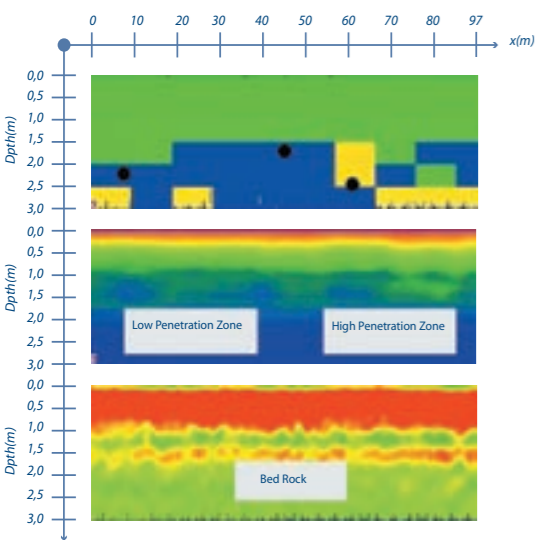 0 10 20 30 40 50 60 70 80 97
x(m)
0,0
0,5
1,0
1,5
2,0
2,5
3,0
Dpth(m)
0,0
0,5
1,0
1,5
2,0
2,5
3,0
Dpth(m)
Low Penetration Zone
High Penetration Zone
0,0
0,5
1,0
1,5
2,0
2,5
3,0
Dpth(m)
Bed Rock